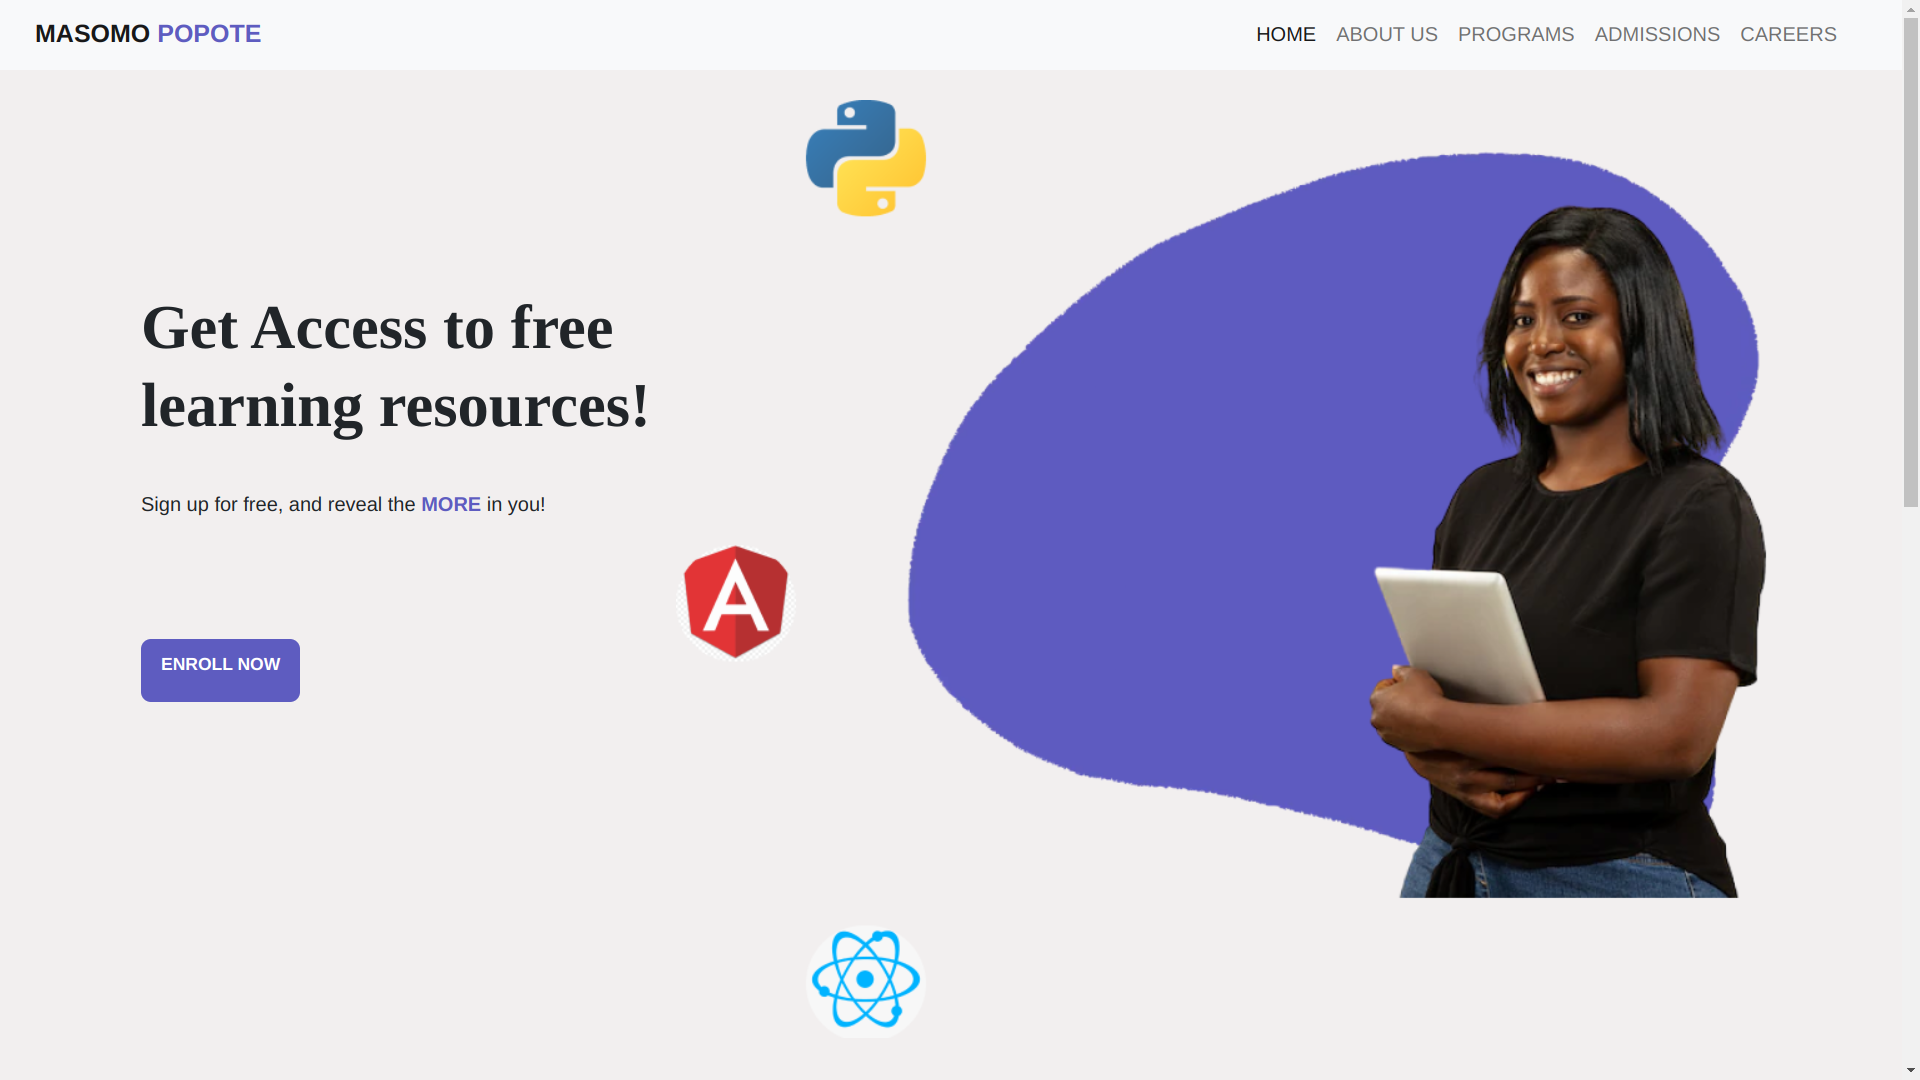 MASOMO POPOTE
HOME ABOUT US PROGRAMS ADMISSIONS CAREERS
Get Access to free
learning resources!
Sign up for free, and reveal the MORE in you!
ENROLL NOW